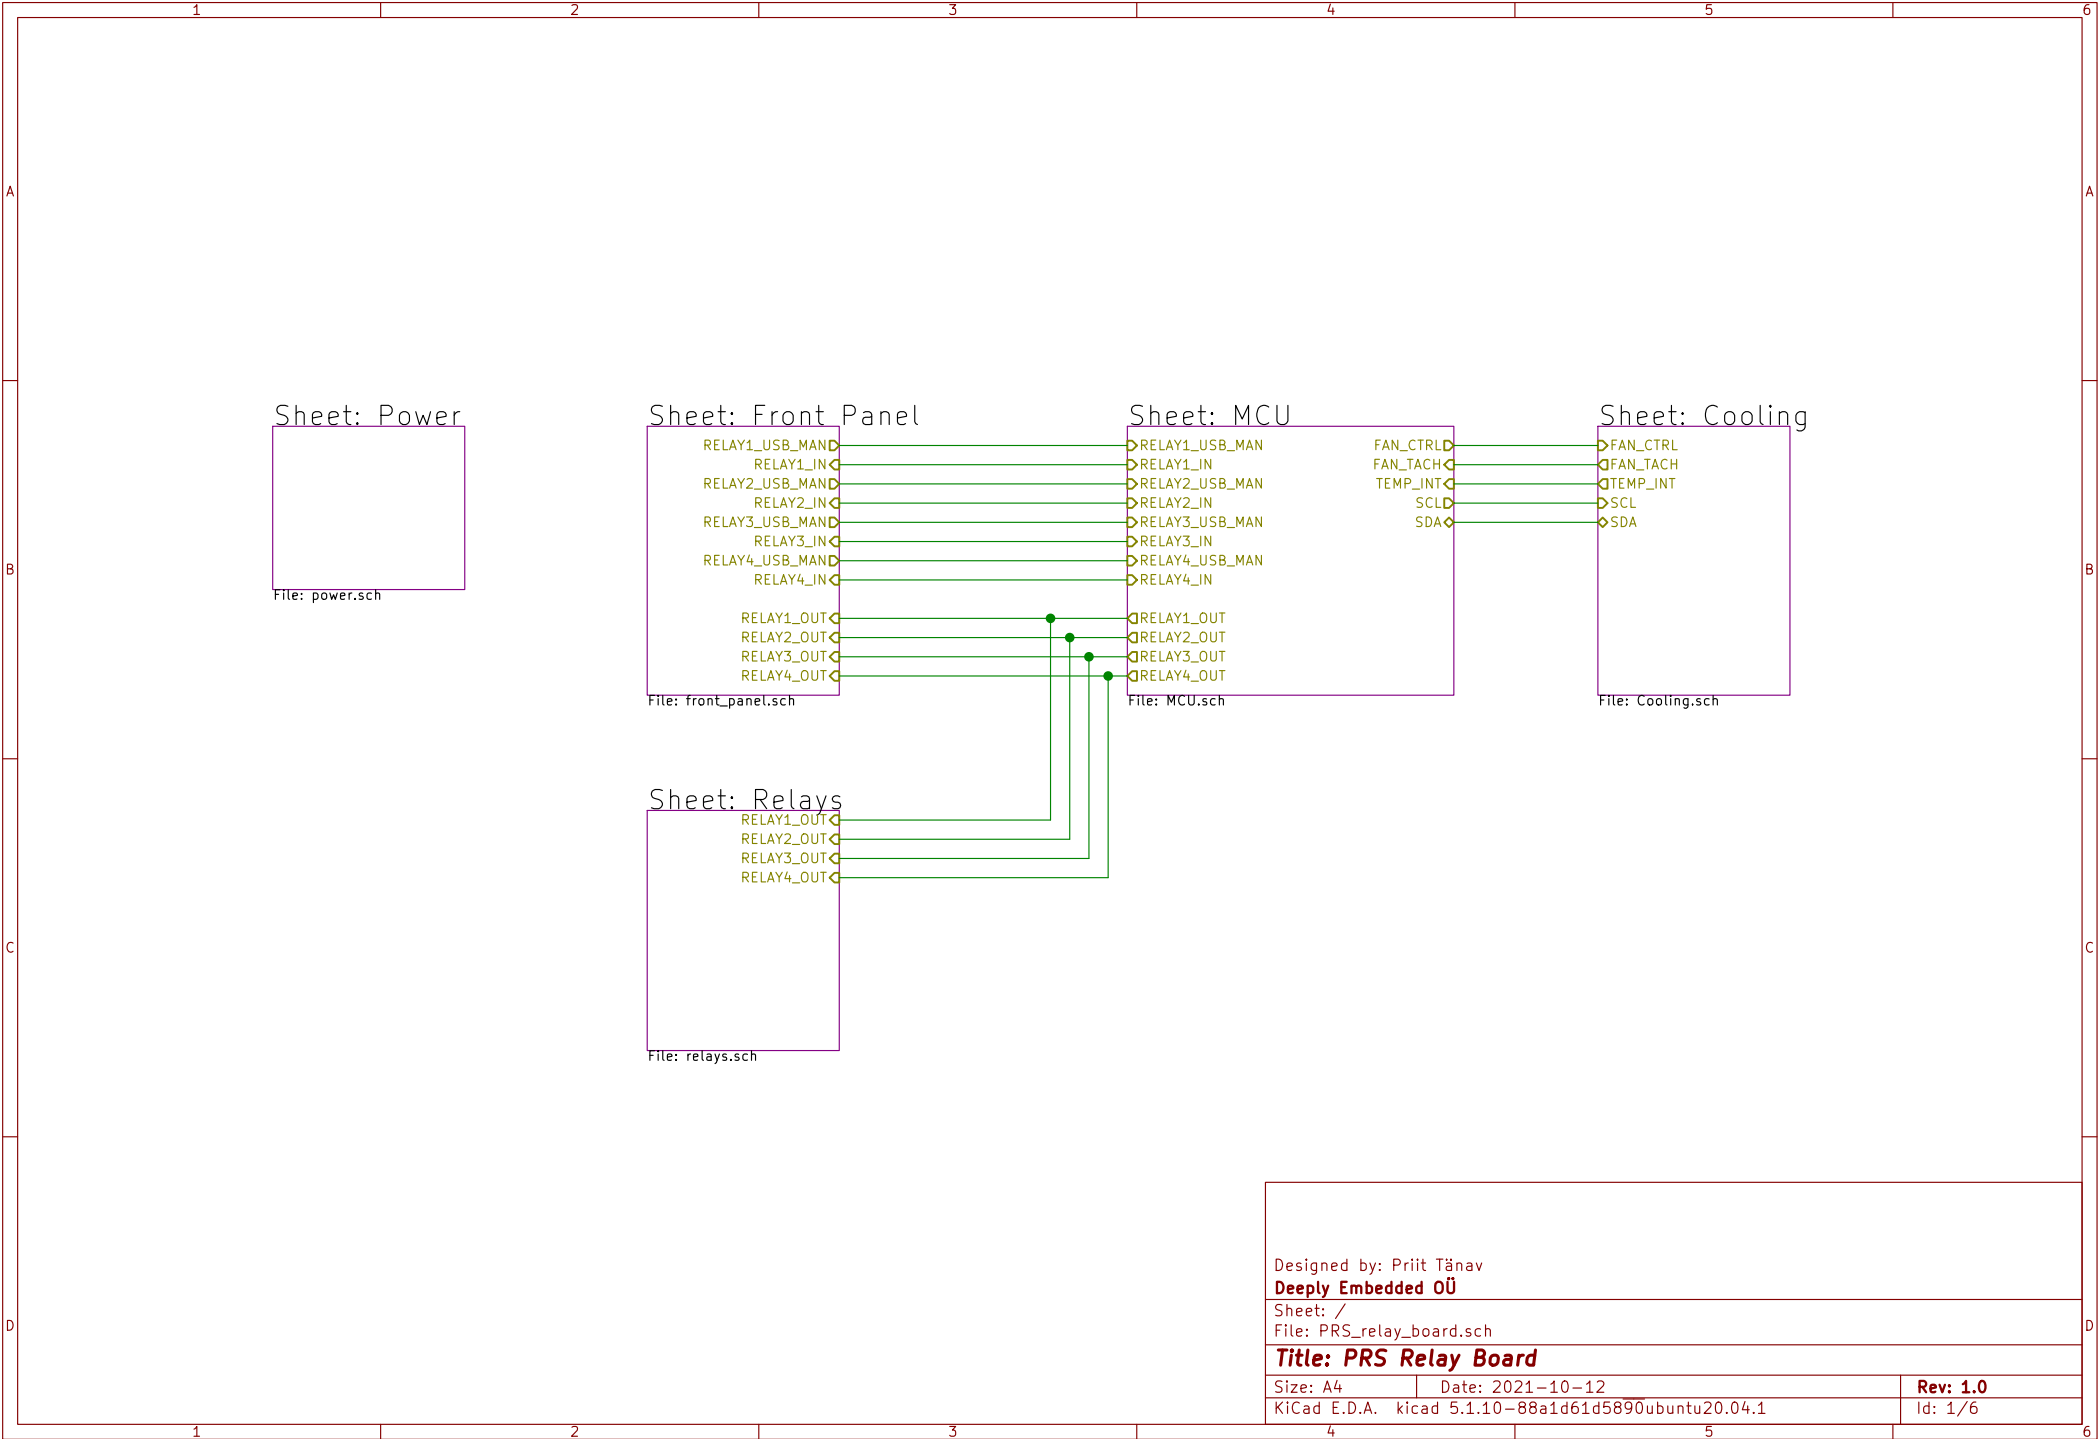 1 2 3 4 5 6
A A
Sheet: Power
File: power.sch
Sheet: Front Panel
RELAY1_USB_MAN
RELAY1_IN
RELAY2_USB_MAN
RELAY2_IN
RELAY3_USB_MAN
RELAY3_IN
RELAY4_USB_MAN
RELAY4_IN
RELAY1_OUT
RELAY2_OUT
RELAY3_OUT
RELAY4_OUT
File: front_panel.sch
Sheet: MCU
RELAY1_USB_MAN
RELAY1_IN
RELAY2_USB_MAN
RELAY2_IN
RELAY3_USB_MAN
RELAY3_IN
RELAY4_USB_MAN
RELAY4_IN
RELAY1_OUT
RELAY2_OUT
RELAY3_OUT
RELAY4_OUT
FAN_CTRL
FAN_TACH
TEMP_INT
SCL
SDA
File: MCU.sch
Sheet: Cooling
FAN_CTRL
FAN_TACH
TEMP_INT
SCL
SDA
File: Cooling.sch
B B
Sheet: Relays
RELAY1_OUT
RELAY2_OUT
RELAY3_OUT
RELAY4_OUT
File: relays.sch
C C
Designed by: Priit Tänav
Deeply Embedded OÜ
Sheet: /
File: PRS_relay_board.sch
Title: PRS Relay Board
Size: A4 Date: 2021-10-12 Rev: 1.0
KiCad E.D.A. kicad 5.1.10-88a1d61d5890ubuntu20.04.1 Id: 1/6
D D
1 2 3 4 5 6